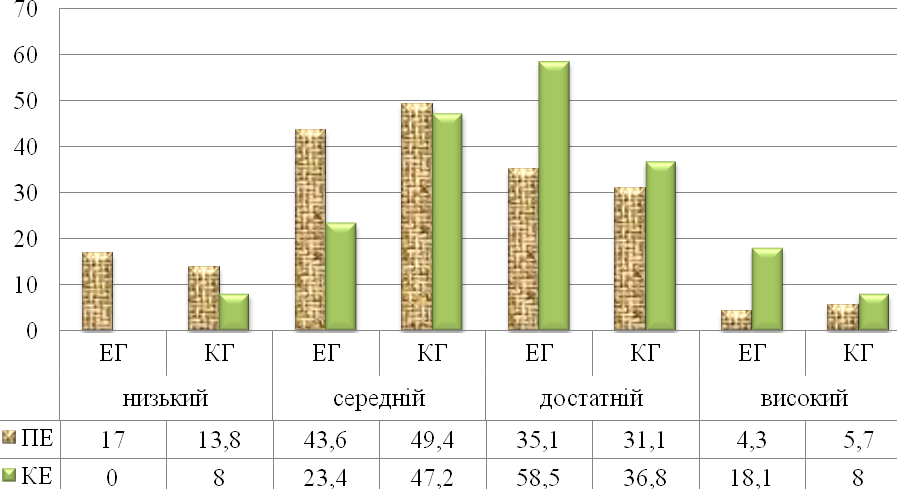 70
60
50
40
30
20
10
0
ЕГ КГ ЕГ КГ ЕГ КГ ЕГ КГ
низький середній достатній високий
ПЕ 17 13,8 43,6 49,4 35,1 31,1 4,3 5,7
КЕ 0 8 23,4 47,2 58,5 36,8 18,1 8